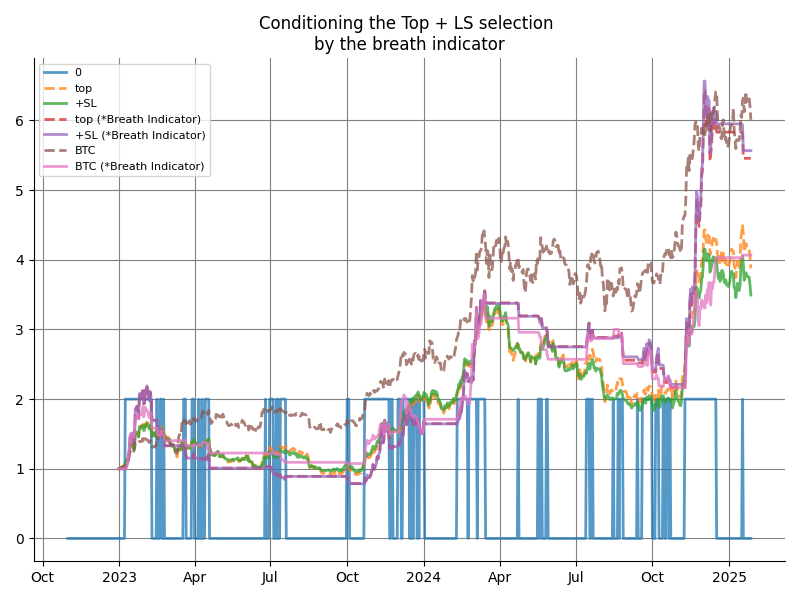 Conditioning the Top + LS selection
by the breath indicator
0
top
+SL
top (*Breath Indicator)
+SL (*Breath Indicator)
BTC
BTC (*Breath Indicator)
6
5
4
3
2
1
0
Oct
2023
Apr
Jul
Oct
2024
Apr
Jul
Oct
2025